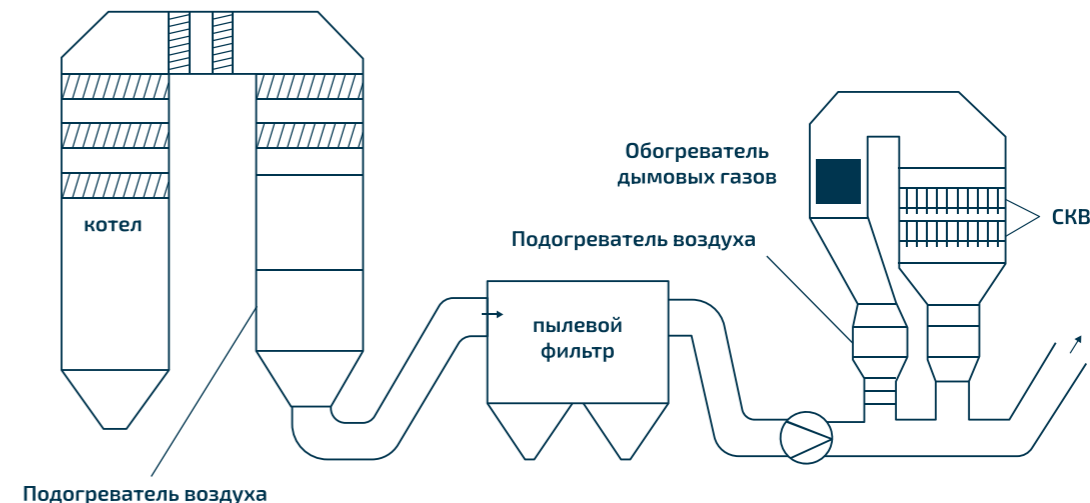 Обогреватель
дымовых газов
СКВ
котел
Подогреватель воздуха
пылевой
фильтр
Подогреватель воздуха